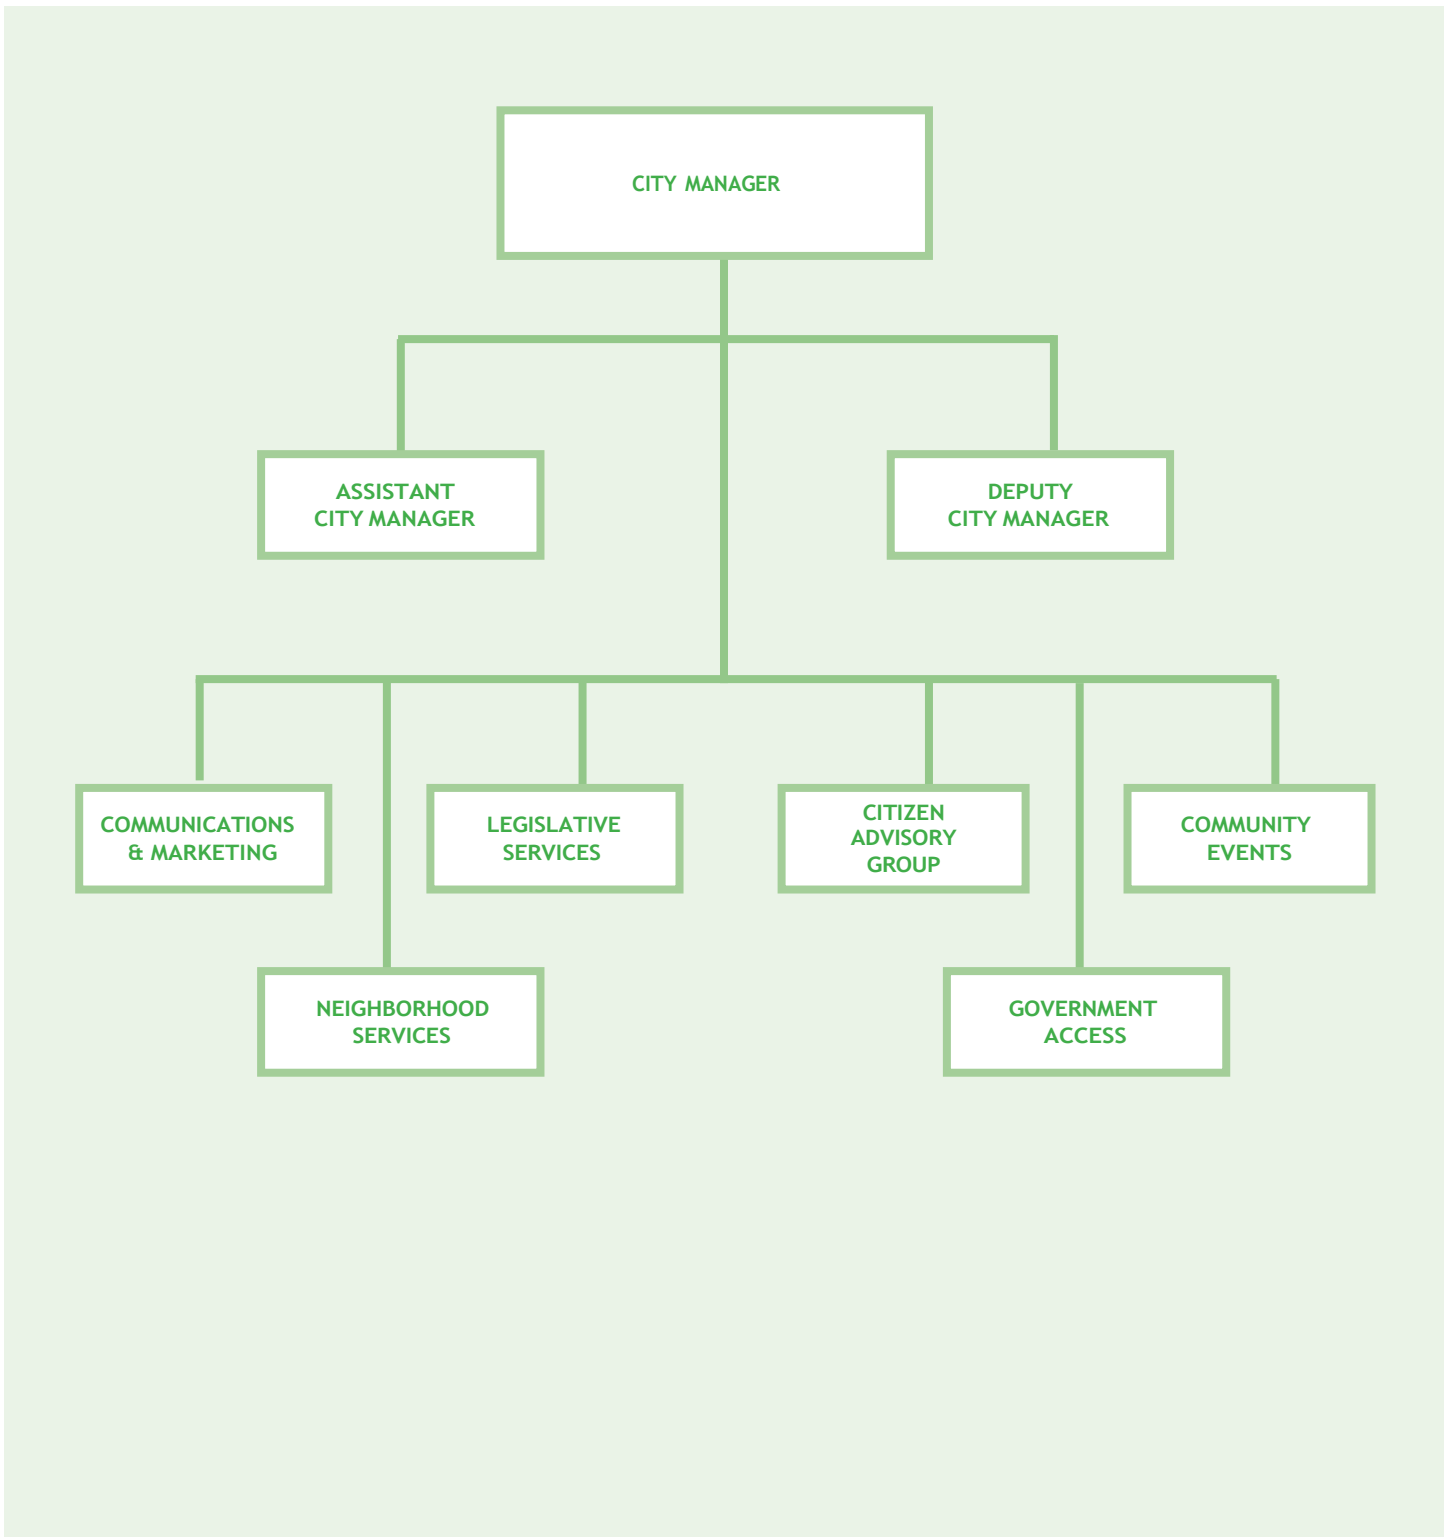 CITY MANAGER
ASSISTANT
CITY MANAGER
DEPUTY
CITY MANAGER
COMMUNICATIONS
& MARKETING
LEGISLATIVE
SERVICES
CITIZEN
ADVISORY
GROUP
COMMUNITY
EVENTS
NEIGHBORHOOD
SERVICES
GOVERNMENT
ACCESS